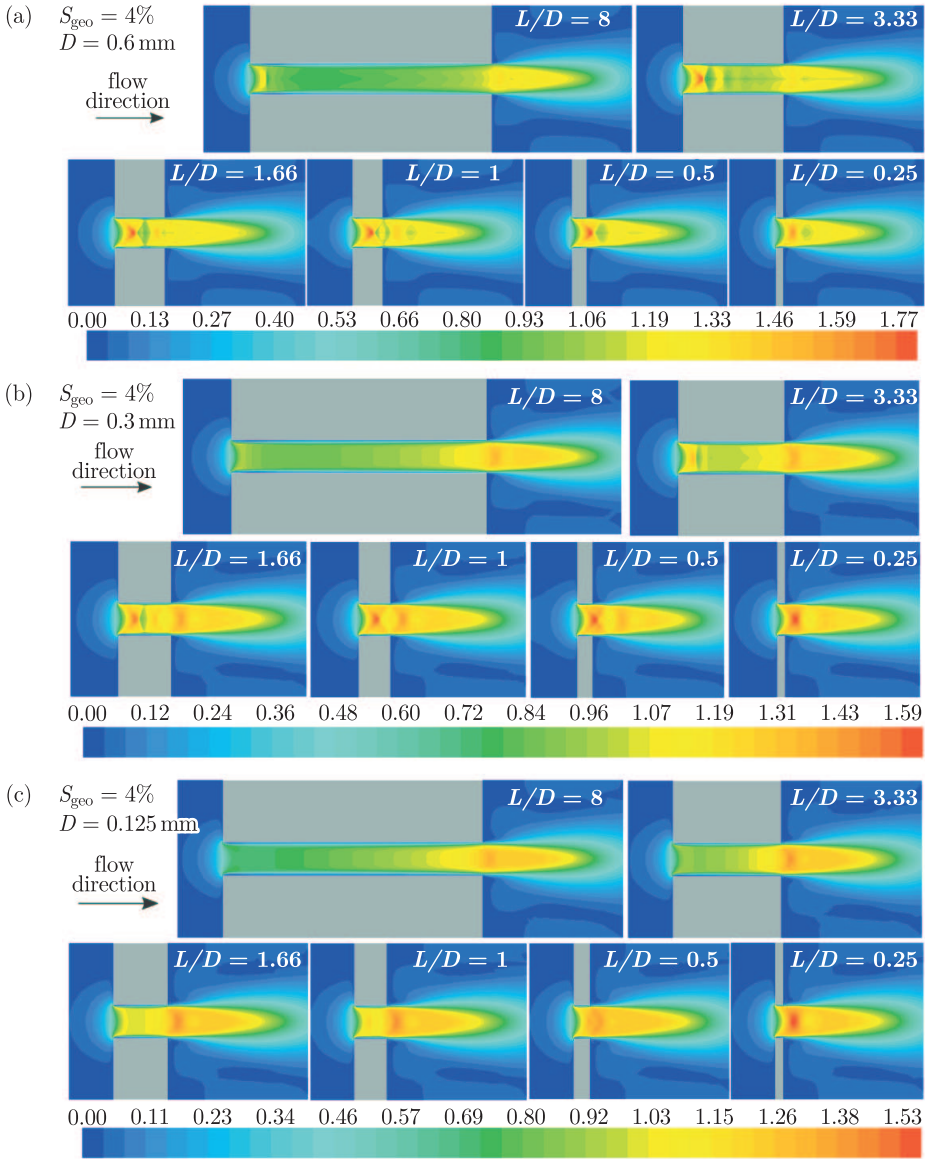 (a) S_geo = 4%
D = 0.6 mm
flow
direction
L/D = 8
L/D = 3.33
L/D = 1.66
L/D = 1
L/D = 0.5
L/D = 0.25
0.00 0.13 0.27 0.40 0.53 0.66 0.80 0.93 1.06 1.19 1.33 1.46 1.59 1.77
(b) S_geo = 4%
D = 0.3 mm
flow
direction
L/D = 8
L/D = 3.33
L/D = 1.66
L/D = 1
L/D = 0.5
L/D = 0.25
0.00 0.12 0.24 0.36 0.48 0.60 0.72 0.84 0.96 1.07 1.19 1.31 1.43 1.59
(c) S_geo = 4%
D = 0.125 mm
flow
direction
L/D = 8
L/D = 3.33
L/D = 1.66
L/D = 1
L/D = 0.5
L/D = 0.25
0.00 0.11 0.23 0.34 0.46 0.57 0.69 0.80 0.92 1.03 1.15 1.26 1.38 1.53